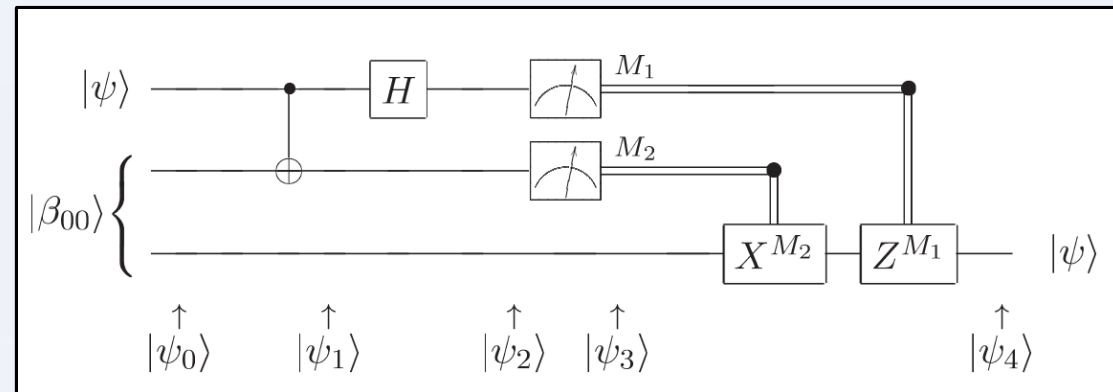 |ψ⟩ H M₁
M₂
|β₀₀⟩
X^{M₂} Z^{M₁} |ψ⟩
↑ ↑ ↑ ↑ ↑
|ψ₀⟩ |ψ₁⟩ |ψ₂⟩ |ψ₃⟩ |ψ₄⟩